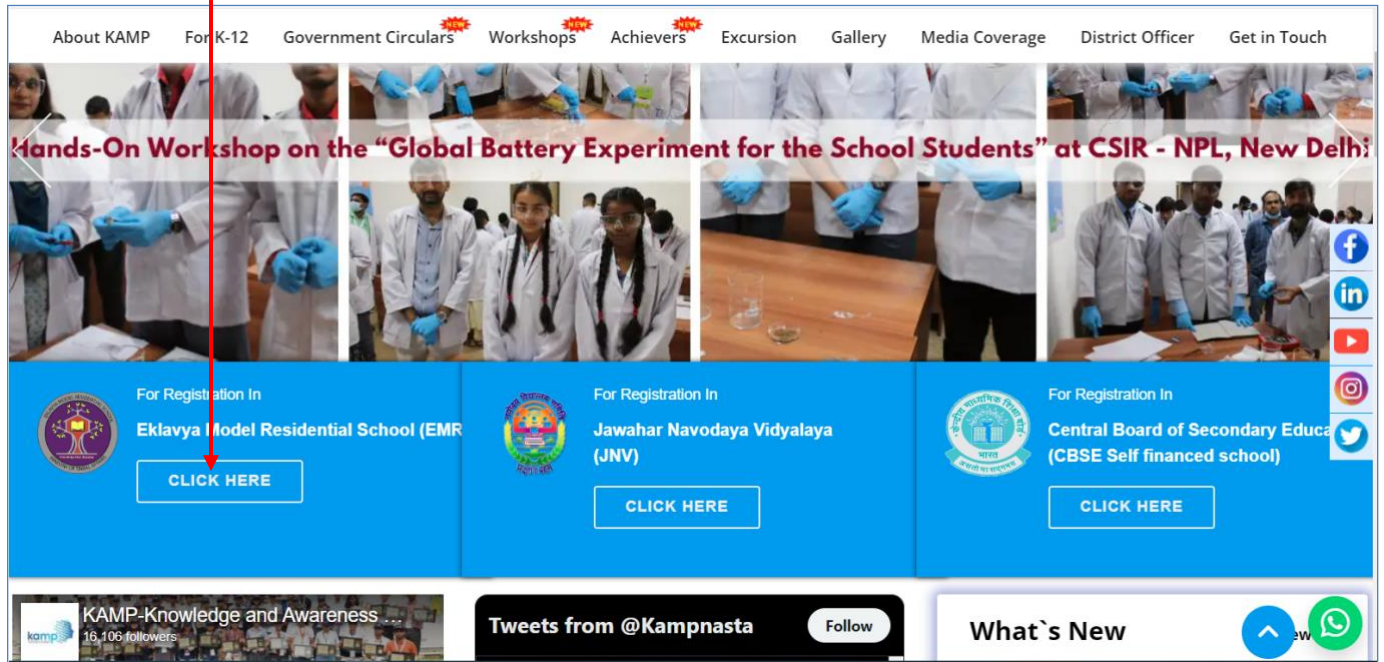 About KAMP For K-12 Government Circulars NEW Workshops NEW Achievers NEW Excursion Gallery Media Coverage District Officer Get in Touch
Hands-On Workshop on the “Global Battery Experiment for the School Students” at CSIR - NPL, New Delhi
For Registration In
Eklavya Model Residential School (EMR
CLICK HERE
For Registration In
Jawahar Navodaya Vidyalaya
(JNV)
CLICK HERE
For Registration In
Central Board of Secondary Educa
(CBSE Self financed school)
CLICK HERE
भारत
kamp
KAMP-Knowledge and Awareness ...
16,106 followers
Tweets from @Kampnasta
Follow
What`s New